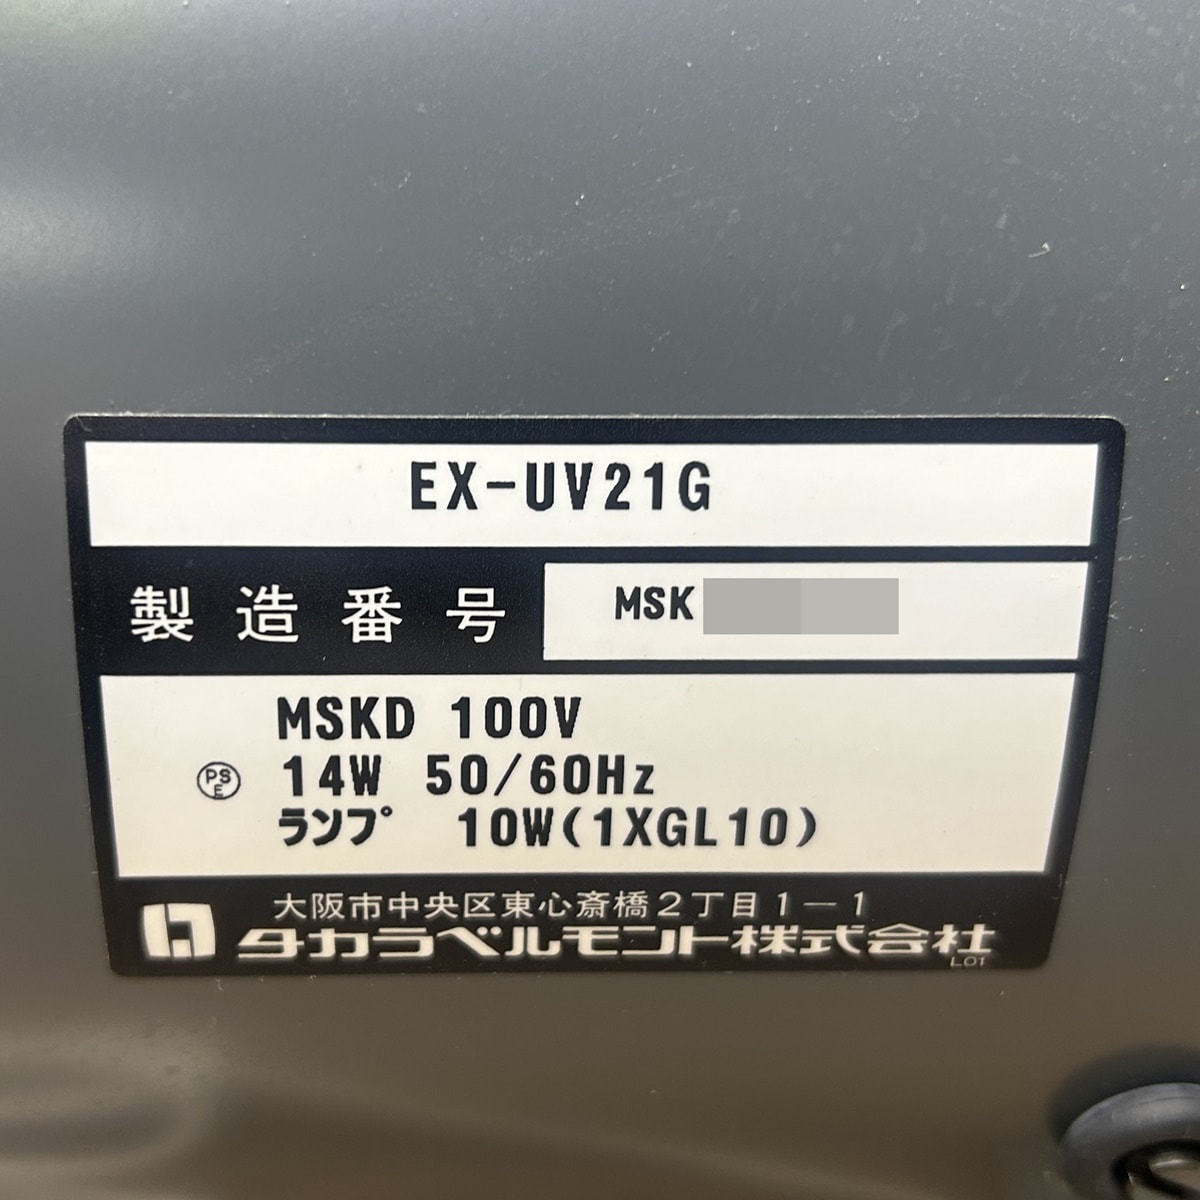 EX-UV21G
製造番号 MSK
MSKD 100V
PSE 14W 50/60Hz
ランプ 10W(1XGL10)
大阪市中央区東心斎橋2丁目1-1
タカラベルモント株式会社
L01